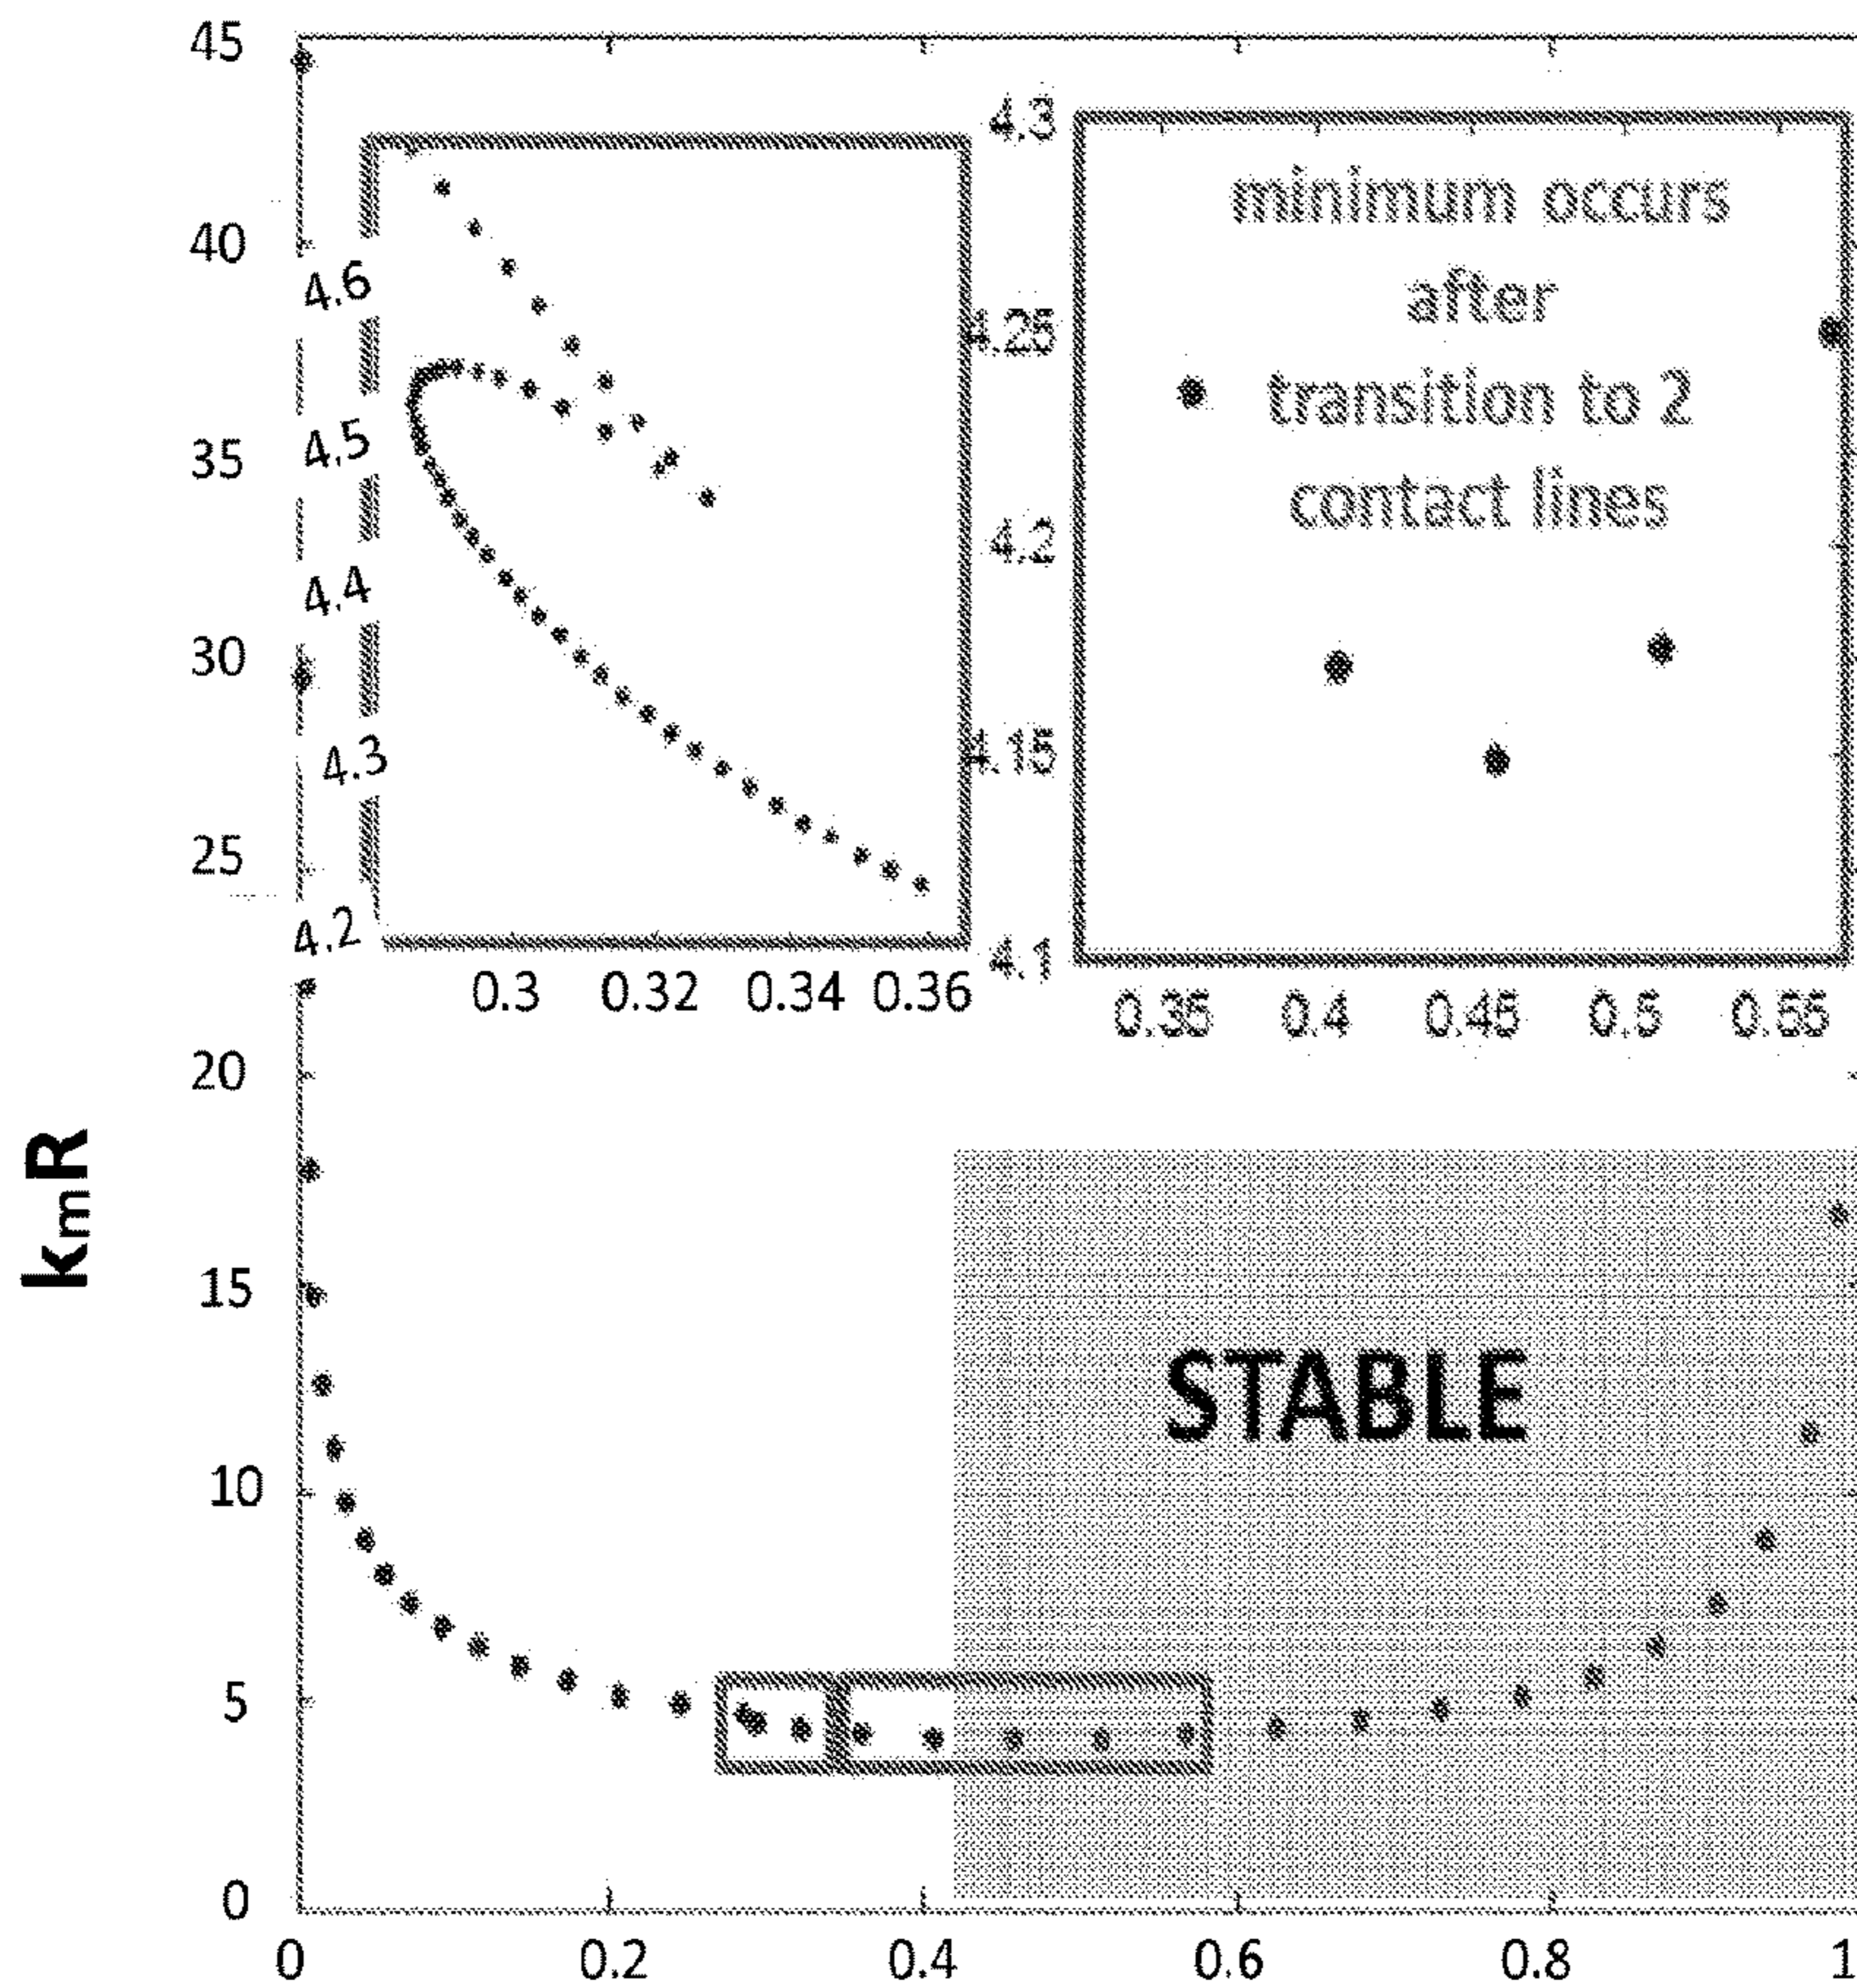 45
40
35
30
25
20
15
10
5
0
kmR
4.6
4.5
4.4
4.3
4.2
0.3 0.32 0.34 0.36
4.3
4.25
4.2
4.15
4.1
minimum occurs
after
transition to 2
contact lines
0.35 0.4 0.45 0.5 0.55
STABLE
0 0.2 0.4 0.6 0.8 1